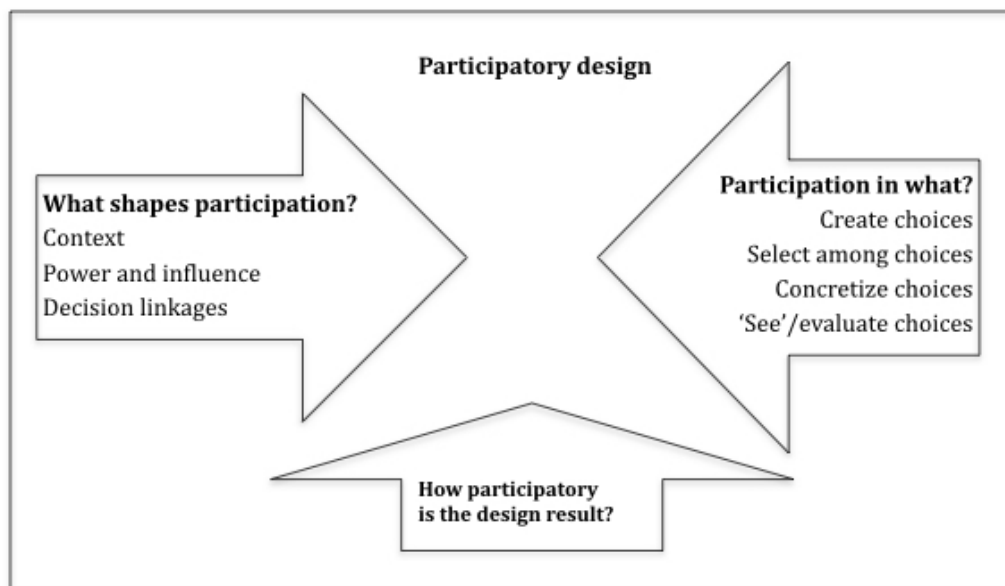 Participatory design
What shapes participation?
Context
Power and influence
Decision linkages
Participation in what?
Create choices
Select among choices
Concretize choices
‘See’/evaluate choices
How participatory
is the design result?